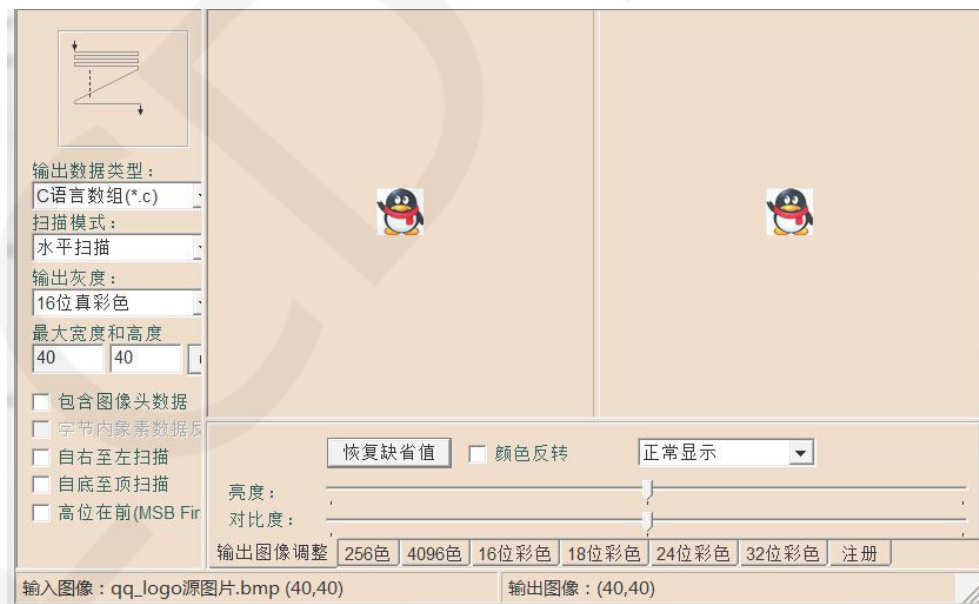 输出数据类型：
C语言数组(*.c)
扫描模式：
水平扫描
输出灰度：
16位真彩色
最大宽度和高度
40 40
包含图像头数据
字节内象素数据反
自右至左扫描
自底至顶扫描
高位在前(MSB Fir
恢复缺省值 颜色反转 正常显示
亮度：
对比度：
输出图像调整 256色 4096色 16位彩色 18位彩色 24位彩色 32位彩色 注册
输入图像：qq_logo源图片.bmp (40,40) 输出图像：(40,40)